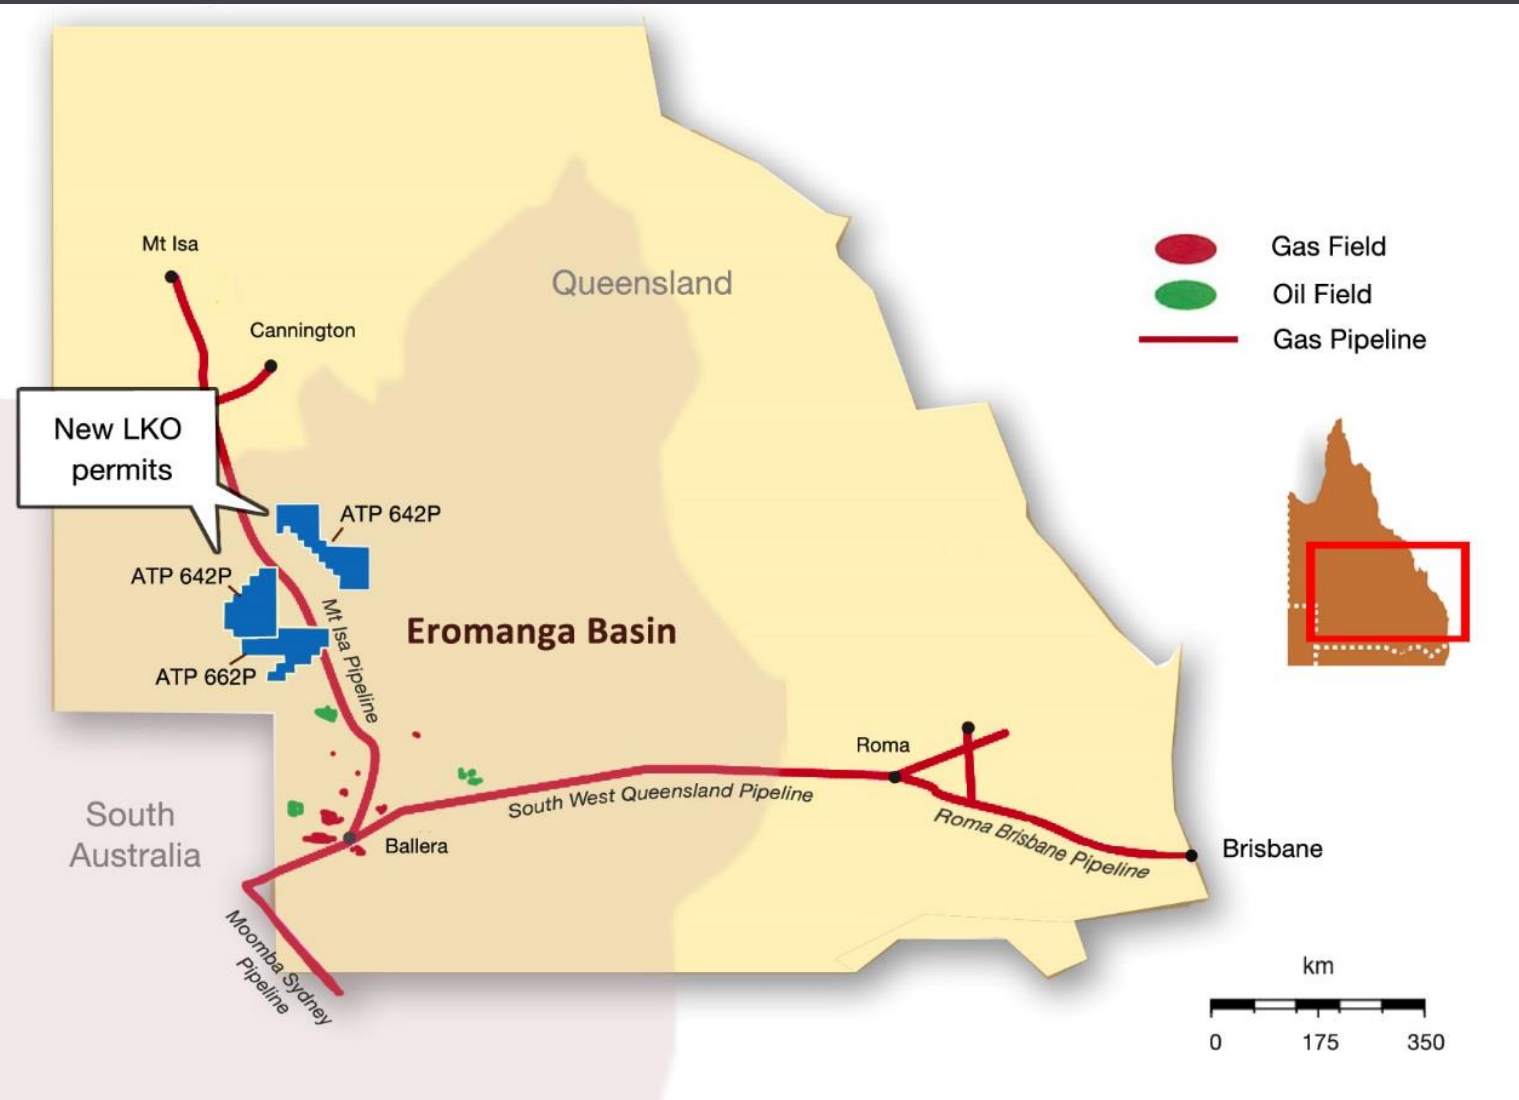 Mt Isa
Queensland
Cannington
Gas Field
Oil Field
Gas Pipeline
New LKO
permits
ATP 642P
ATP 642P
Mt Isa Pipeline
Eromanga Basin
ATP 662P
Roma
South West Queensland Pipeline
South
Australia
Ballera
Roma Brisbane Pipeline
Brisbane
Moomba Sydney
Pipeline
km
0 175 350